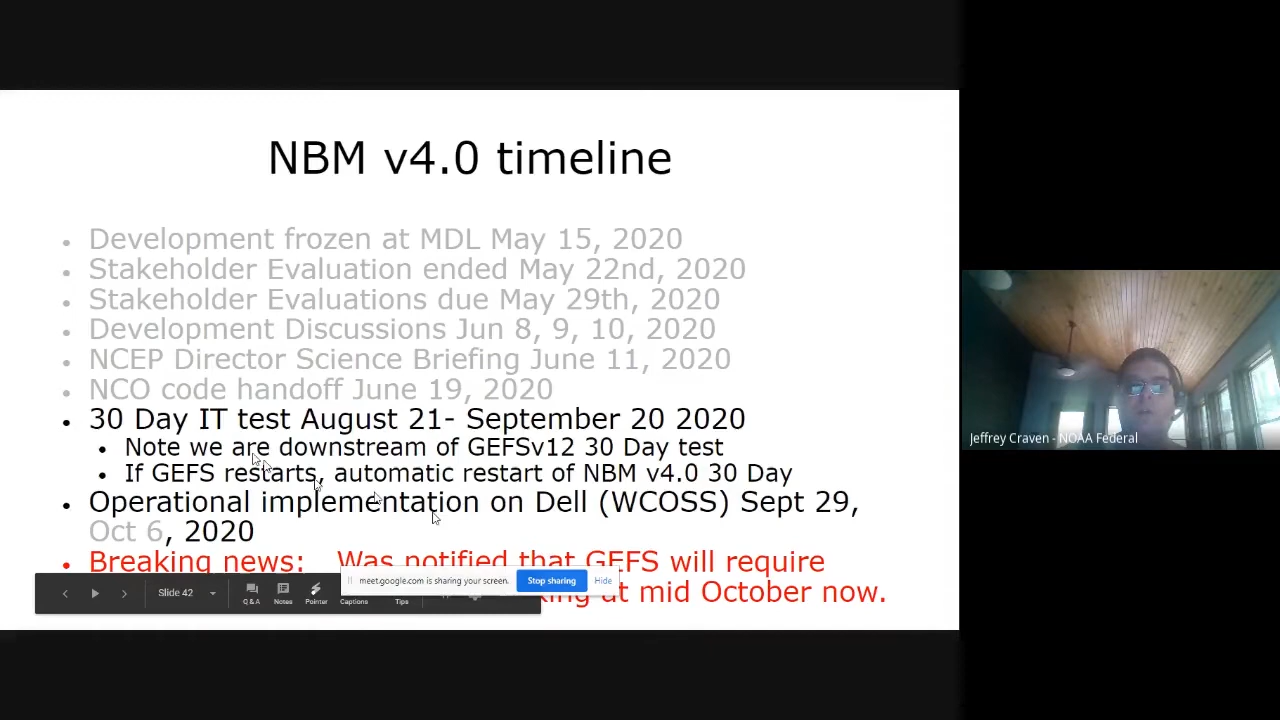 NBM v4.0 timeline
Development frozen at MDL May 15, 2020
Stakeholder Evaluation ended May 22nd, 2020
Stakeholder Evaluations due May 29th, 2020
Development Discussions Jun 8, 9, 10, 2020
NCEP Director Science Briefing June 11, 2020
NCO code handoff June 19, 2020
30 Day IT test August 21- September 20 2020
Note we are downstream of GEFSv12 30 Day test
If GEFS restarts, automatic restart of NBM v4.0 30 Day
Operational implementation on Dell (WCOSS) Sept 29,
Oct 6, 2020
Breaking news: Was notified that GEFS will require
at mid October now.
meet.google.com is sharing your screen.
Stop sharing
Hide
Slide 42
Q & A
Notes
Pointer
Captions
Tips
Jeffrey Craven - NOAA Federal